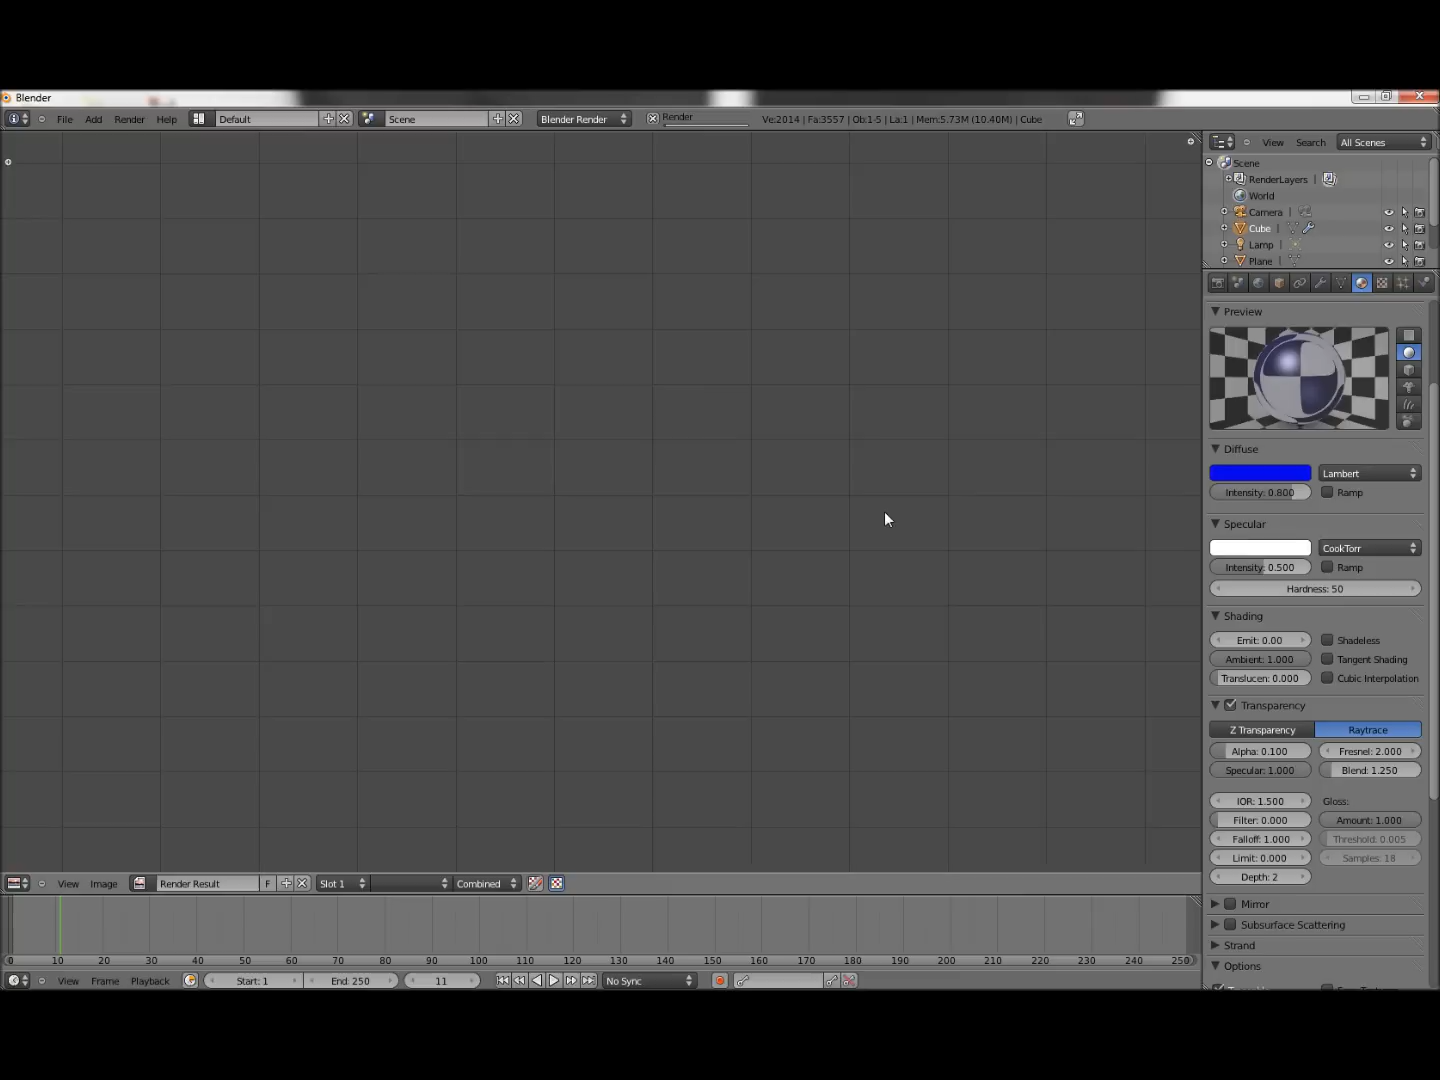 Blender
File Add Render Help Default Scene Blender Render Render Ve:2014 | Fa:3557 | Ob:1-5 | La:1 | Mem:5.73M (10.40M) | Cube
View Search All Scenes
Scene
RenderLayers |
World
Camera |
Cube |
Lamp |
Plane |
Preview
Diffuse
Lambert
Intensity: 0.800 Ramp
Specular
CookTorr
Intensity: 0.500 Ramp
Hardness: 50
Shading
Emit: 0.00 Shadeless
Ambient: 1.000 Tangent Shading
Translucen: 0.000 Cubic Interpolation
Transparency
Z Transparency Raytrace
Alpha: 0.100 Fresnel: 2.000
Specular: 1.000 Blend: 1.250
IOR: 1.500 Gloss:
Filter: 0.000 Amount: 1.000
Falloff: 1.000 Threshold: 0.005
Limit: 0.000 Samples: 18
Depth: 2
Mirror
Subsurface Scattering
Strand
Options
View Image Render Result F Slot 1 Combined
0 10 20 30 40 50 60 70 80 90 100 110 120 130 140 150 160 170 180 190 200 210 220 230 240 250
View Frame Playback Start: 1 End: 250 11 No Sync